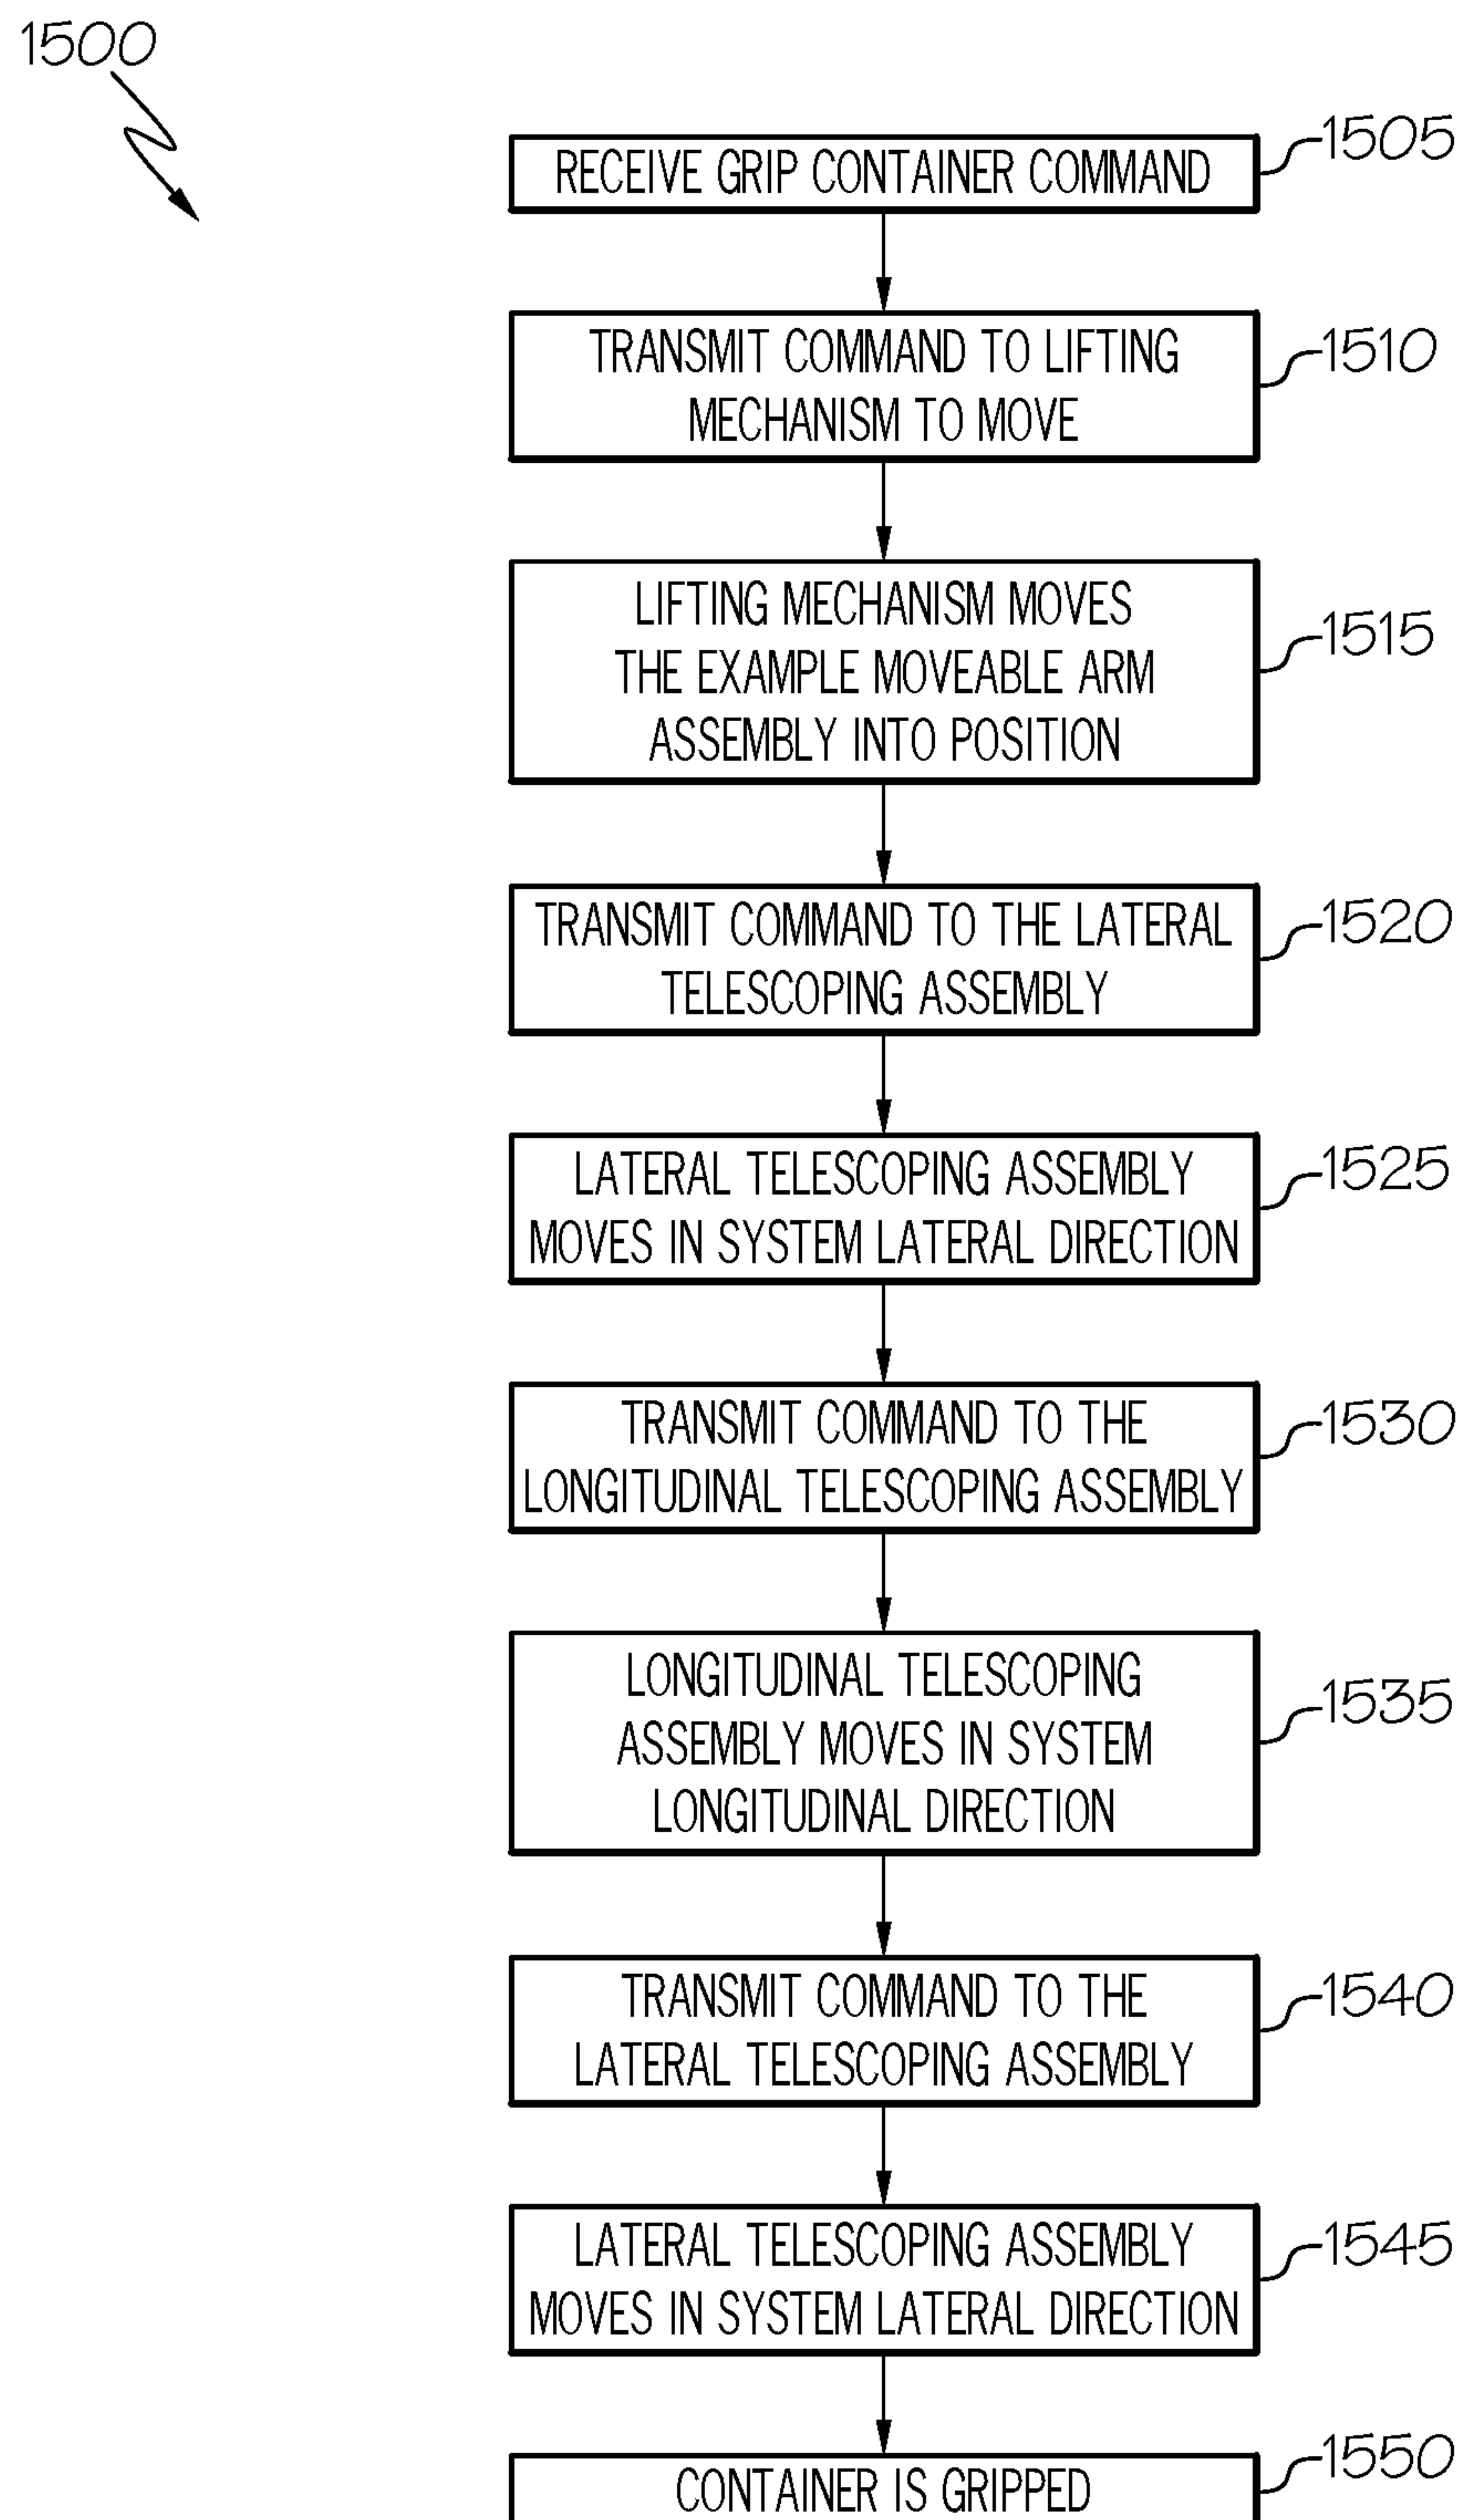 1500
RECEIVE GRIP CONTAINER COMMAND
1505
TRANSMIT COMMAND TO LIFTING
MECHANISM TO MOVE
1510
LIFTING MECHANISM MOVES
THE EXAMPLE MOVEABLE ARM
ASSEMBLY INTO POSITION
1515
TRANSMIT COMMAND TO THE LATERAL
TELESCOPING ASSEMBLY
1520
LATERAL TELESCOPING ASSEMBLY
MOVES IN SYSTEM LATERAL DIRECTION
1525
TRANSMIT COMMAND TO THE
LONGITUDINAL TELESCOPING ASSEMBLY
1530
LONGITUDINAL TELESCOPING
ASSEMBLY MOVES IN SYSTEM
LONGITUDINAL DIRECTION
1535
TRANSMIT COMMAND TO THE
LATERAL TELESCOPING ASSEMBLY
1540
LATERAL TELESCOPING ASSEMBLY
MOVES IN SYSTEM LATERAL DIRECTION
1545
CONTAINER IS GRIPPED
1550